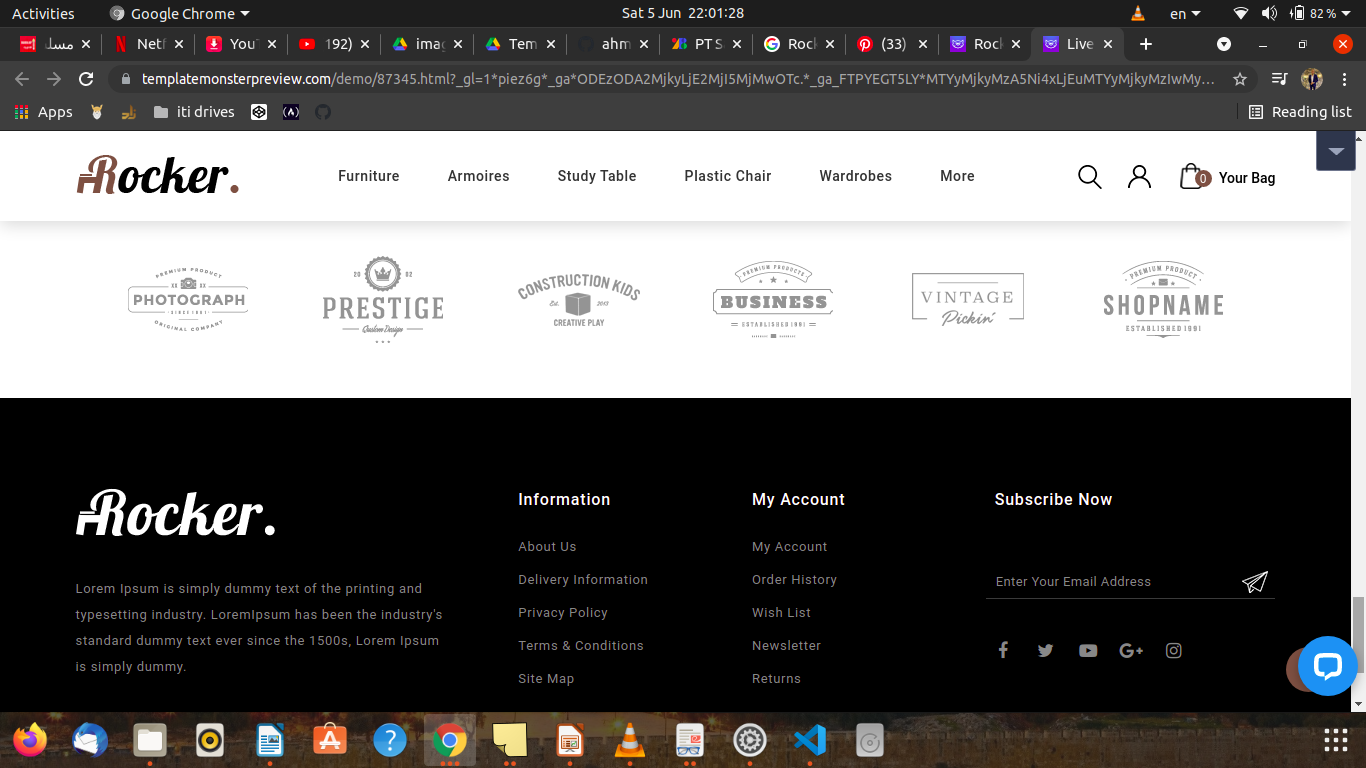 Activities Google Chrome Sat 5 Jun 22:01:28 en 82 %
مسل Netf YouT 192) imag Tem ahm PT S Rock (33) Rock Live
templatemonsterpreview.com/demo/87345.html?_gl=1*piez6g*_ga*ODEzODA2MjkyLjE2MjI5MjMwOTc.*_ga_FTPYEGT5LY*MTYyMjkyMzA5Ni4xLjEuMTYyMjkyMzIwMy...
Apps iti drives Reading list
Rocker. Furniture Armoires Study Table Plastic Chair Wardrobes More 0 Your Bag
PREMIUM PRODUCT
PHOTOGRAPH
SINCE 1991
ORIGINAL COMPANY
20 02
PRESTIGE
Custom Design
CONSTRUCTION KIDS
Est. 2013
CREATIVE PLAY
PREMIUM PRODUCTS
BUSINESS
ESTABLISHED 1991
VINTAGE
Pickin'
PREMIUM PRODUCT
SHOPNAME
ESTABLISHED 1991
Rocker.
Lorem Ipsum is simply dummy text of the printing and
typesetting industry. LoremIpsum has been the industry's
standard dummy text ever since the 1500s, Lorem Ipsum
is simply dummy.
Information
About Us
Delivery Information
Privacy Policy
Terms & Conditions
Site Map
My Account
My Account
Order History
Wish List
Newsletter
Returns
Subscribe Now
Enter Your Email Address